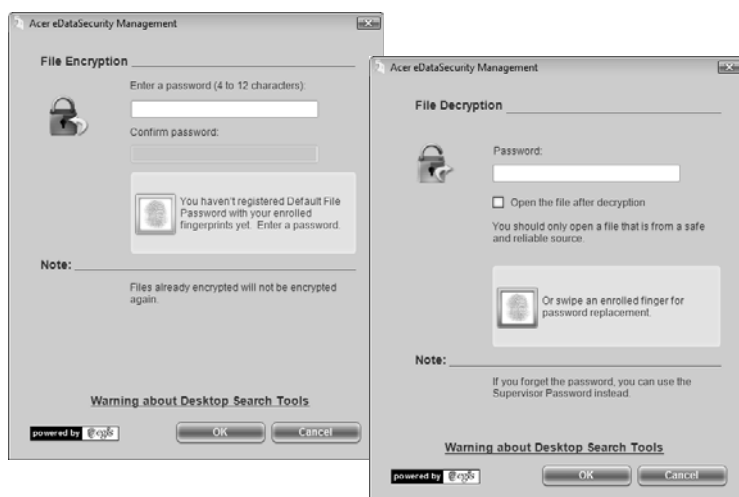 Acer eDataSecurity Management
File Encryption
Enter a password (4 to 12 characters):
Confirm password:
You haven't registered Default File
Password with your enrolled
fingerprints yet. Enter a password.
Note:
Files already encrypted will not be encrypted
again.
Warning about Desktop Search Tools
powered by egis
OK
Cancel
Acer eDataSecurity Management
File Decryption
Password:
Open the file after decryption
You should only open a file that is from a safe
and reliable source.
Or swipe an enrolled finger for
password replacement.
Note:
If you forget the password, you can use the
Supervisor Password instead.
Warning about Desktop Search Tools
powered by egis
OK
Cancel